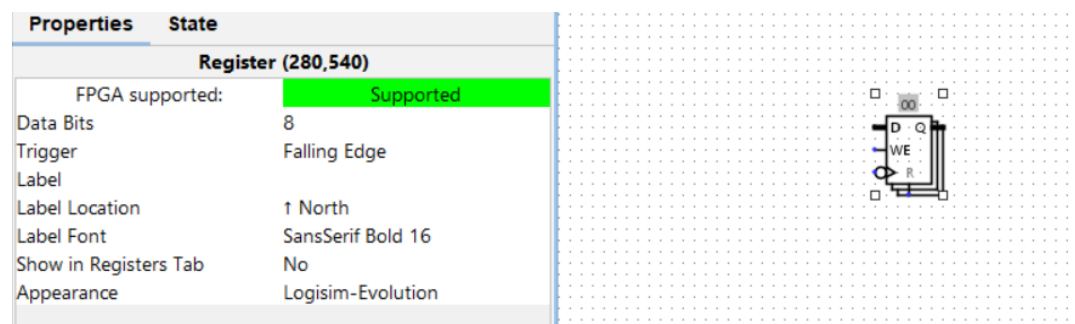 Properties State
Register (280,540)
FPGA supported: Supported
Data Bits 8
Trigger Falling Edge
Label
Label Location ↑ North
Label Font SansSerif Bold 16
Show in Registers Tab No
Appearance Logisim-Evolution
00
D Q
WE
R